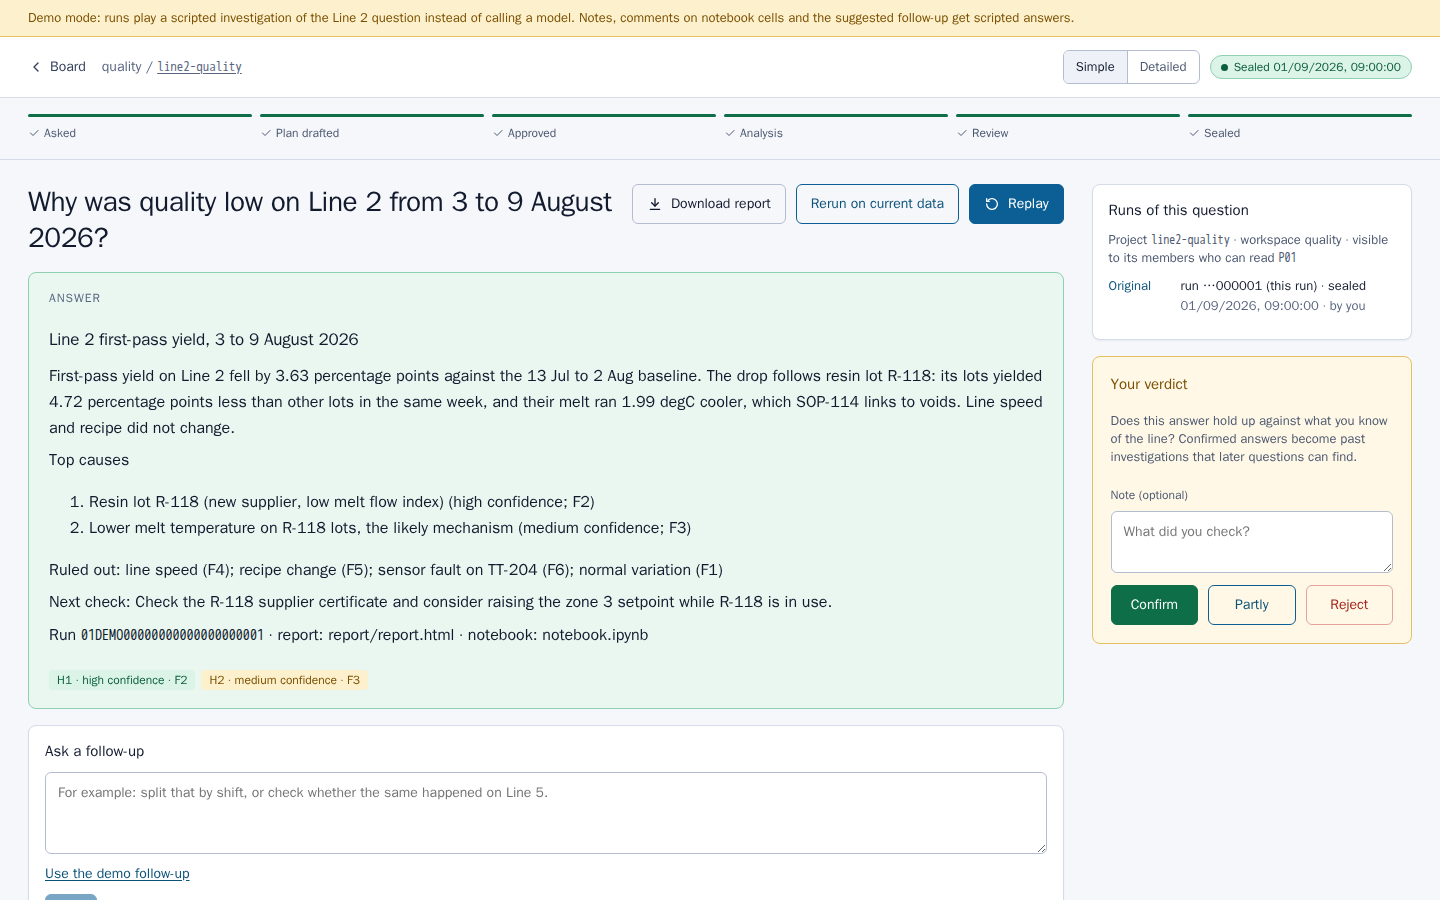 Demo mode: runs play a scripted investigation of the Line 2 question instead of calling a model. Notes, comments on notebook cells and the suggested follow-up get scripted answers.
Board quality / line2-quality
Simple Detailed Sealed 01/09/2026, 09:00:00
Asked Plan drafted Approved Analysis Review Sealed
Why was quality low on Line 2 from 3 to 9 August
2026?
Download report Rerun on current data Replay
ANSWER
Line 2 first-pass yield, 3 to 9 August 2026
First-pass yield on Line 2 fell by 3.63 percentage points against the 13 Jul to 2 Aug baseline. The drop follows resin lot R-118: its lots yielded
4.72 percentage points less than other lots in the same week, and their melt ran 1.99 degC cooler, which SOP-114 links to voids. Line speed
and recipe did not change.
Top causes
1. Resin lot R-118 (new supplier, low melt flow index) (high confidence; F2)
2. Lower melt temperature on R-118 lots, the likely mechanism (medium confidence; F3)
Ruled out: line speed (F4); recipe change (F5); sensor fault on TT-204 (F6); normal variation (F1)
Next check: Check the R-118 supplier certificate and consider raising the zone 3 setpoint while R-118 is in use.
Run 01DEMO00000000000000000001 · report: report/report.html · notebook: notebook.ipynb
H1 · high confidence · F2 H2 · medium confidence · F3
Ask a follow-up
For example: split that by shift, or check whether the same happened on Line 5.
Use the demo follow-up
Runs of this question
Project line2-quality · workspace quality · visible
to its members who can read P01
Original run ···000001 (this run) · sealed
01/09/2026, 09:00:00 · by you
Your verdict
Does this answer hold up against what you know
of the line? Confirmed answers become past
investigations that later questions can find.
Note (optional)
What did you check?
Confirm Partly Reject